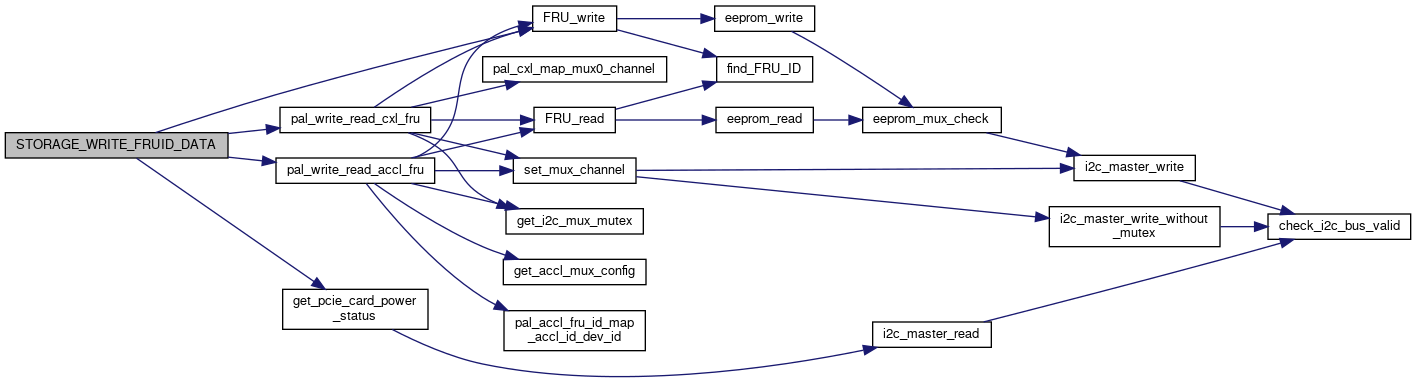 STORAGE_WRITE_FRUID_DATA
pal_write_read_cxl_fru
pal_write_read_accl_fru
get_pcie_card_power
_status
FRU_write
pal_cxl_map_mux0_channel
FRU_read
set_mux_channel
get_i2c_mux_mutex
get_accl_mux_config
pal_accl_fru_id_map
_accl_id_dev_id
eeprom_write
find_FRU_ID
eeprom_read
eeprom_mux_check
i2c_master_read
i2c_master_write
i2c_master_write_without
_mutex
check_i2c_bus_valid